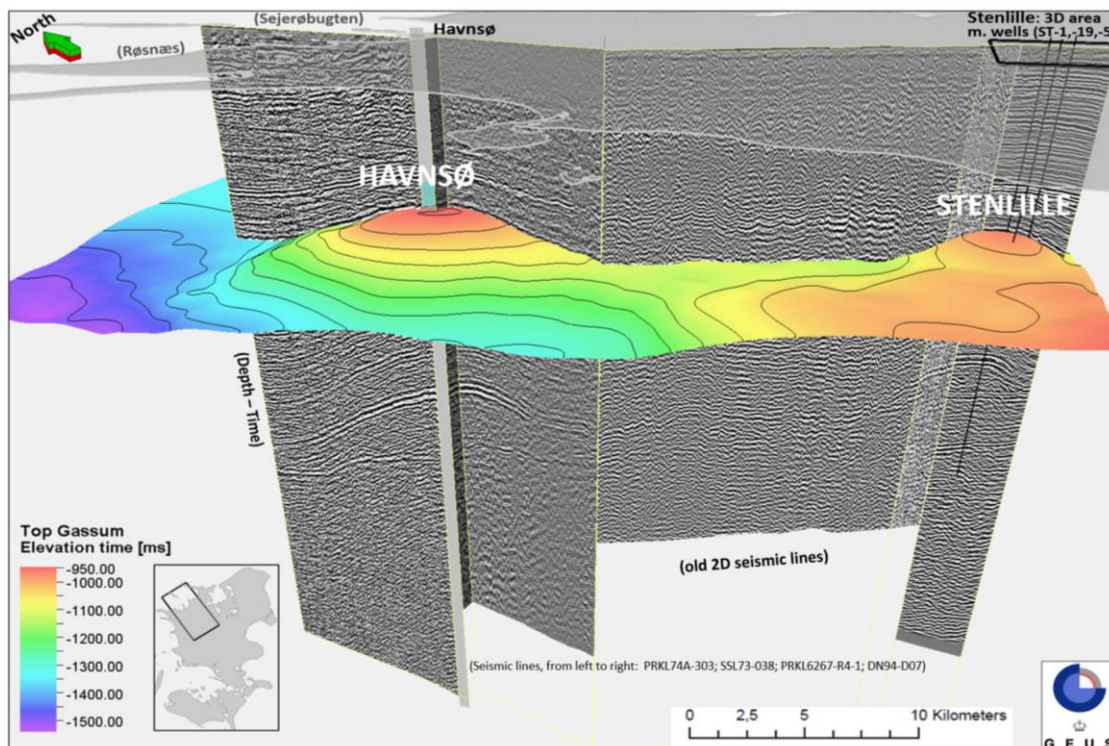 North
(Sejerøbugten)
(Røsnæs)
Havnsø
Stenlille: 3D area
m. wells (ST-1,-19,-5
HAVNSØ
STENLILLE
(Depth – Time)
(old 2D seismic lines)
Top Gassum
Elevation time [ms]
-950.00
-1000.00
-1100.00
-1200.00
-1300.00
-1400.00
-1500.00
(Seismic lines, from left to right: PRKL74A-303; SSL73-038; PRKL6267-R4-1; DN94-D07)
0 2,5 5 10 Kilometers
G E U S